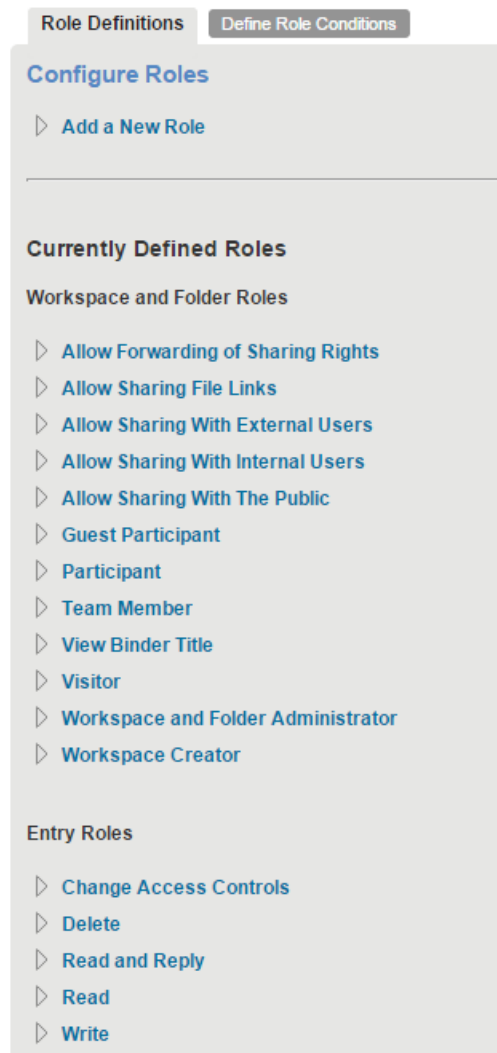 Role Definitions Define Role Conditions
Configure Roles
Add a New Role
Currently Defined Roles
Workspace and Folder Roles
Allow Forwarding of Sharing Rights
Allow Sharing File Links
Allow Sharing With External Users
Allow Sharing With Internal Users
Allow Sharing With The Public
Guest Participant
Participant
Team Member
View Binder Title
Visitor
Workspace and Folder Administrator
Workspace Creator
Entry Roles
Change Access Controls
Delete
Read and Reply
Read
Write